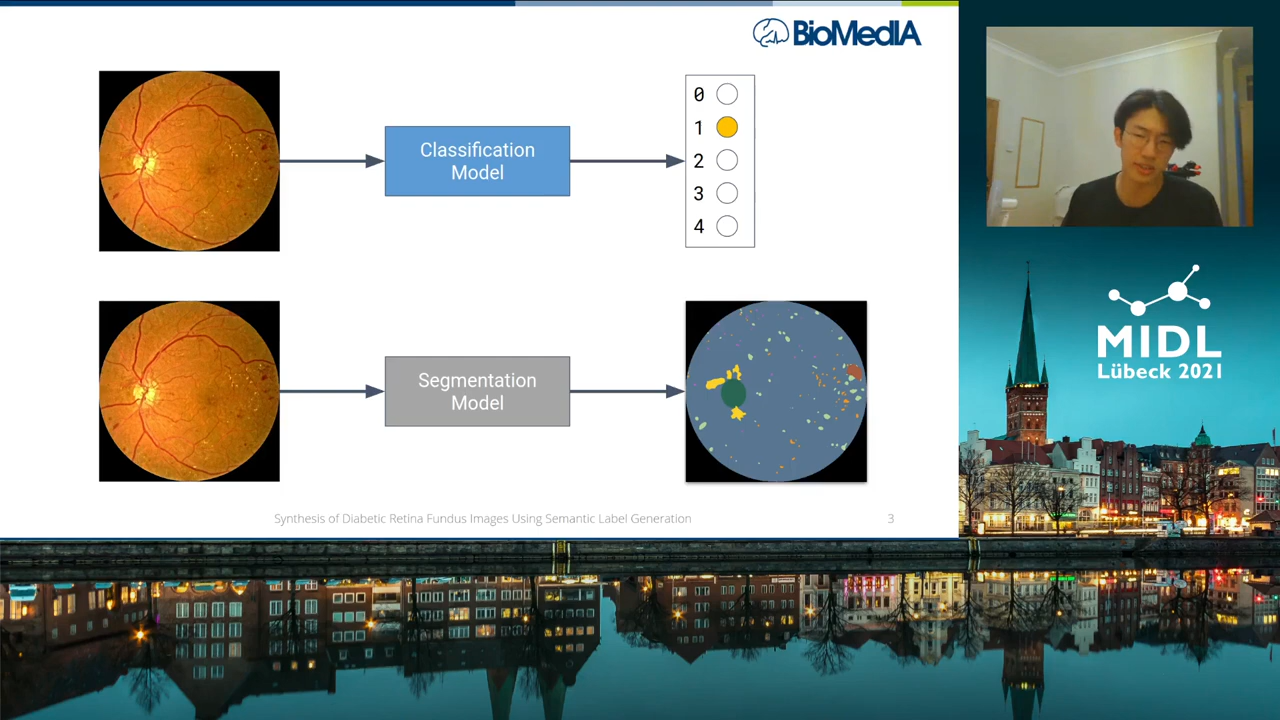 BioMedIA
Classification
Model
0
1
2
3
4
Segmentation
Model
Synthesis of Diabetic Retina Fundus Images Using Semantic Label Generation
3
MIDL
Lübeck 2021